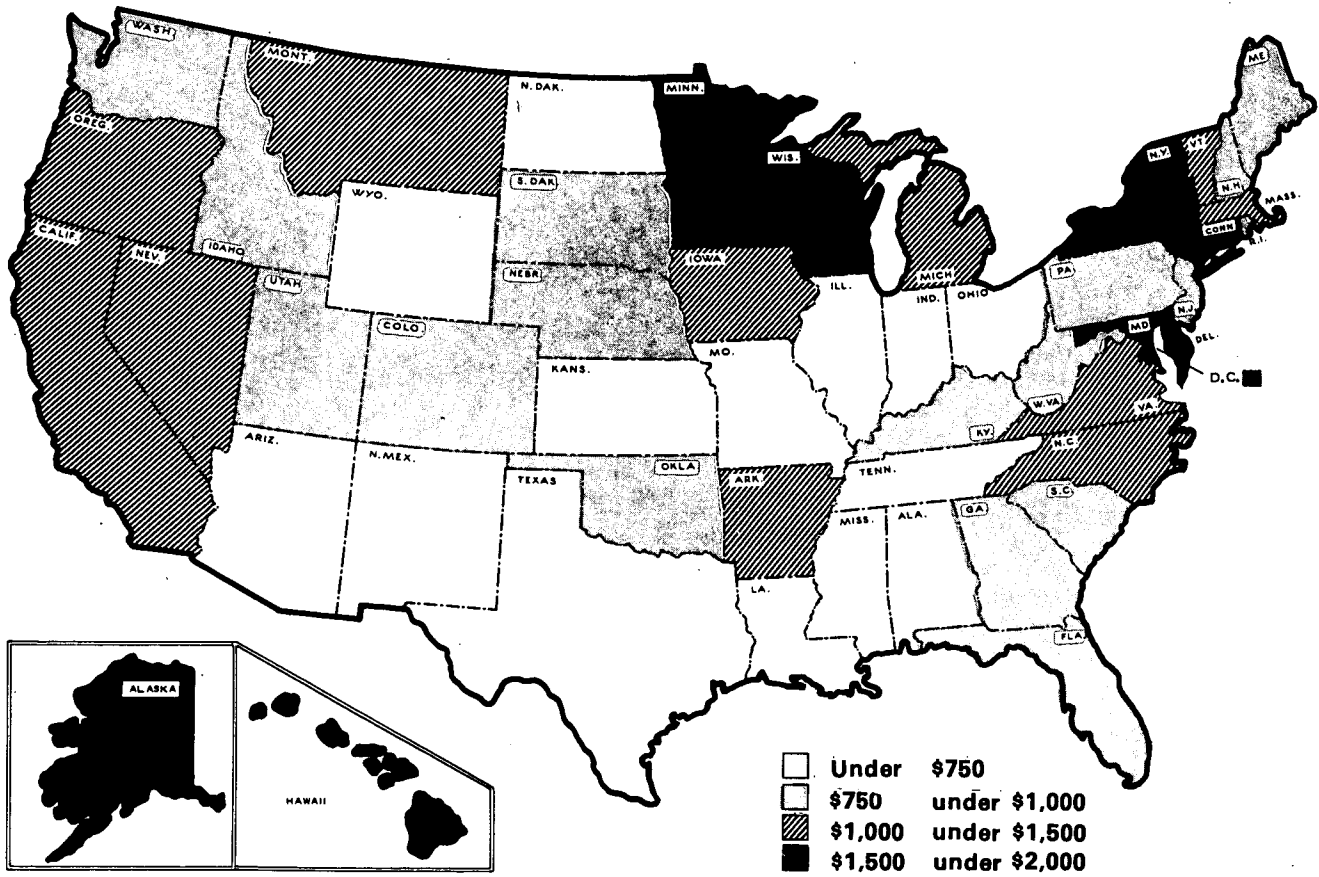 WASH
MONT.
N. DAK.
MINN.
ME
OREG.
S. DAK.
WIS.
N.Y.
VT
N.H
MASS.
WYO.
CONN
R.I.
CALIF.
NEV.
IDAHO
UTAH
NEBR
IOWA
MICH
PA
N.J
COLO.
ILL.
IND.
OHIO
MD
DEL.
D.C.
KANS.
MO.
W.VA
VA.
KY.
ARIZ.
N.MEX.
OKLA
ARK.
TENN.
N.C.
S.C.
TEXAS
MISS.
ALA.
GA
LA.
FLA.
ALASKA
HAWAII
Under $750
$750 under $1,000
$1,000 under $1,500
$1,500 under $2,000